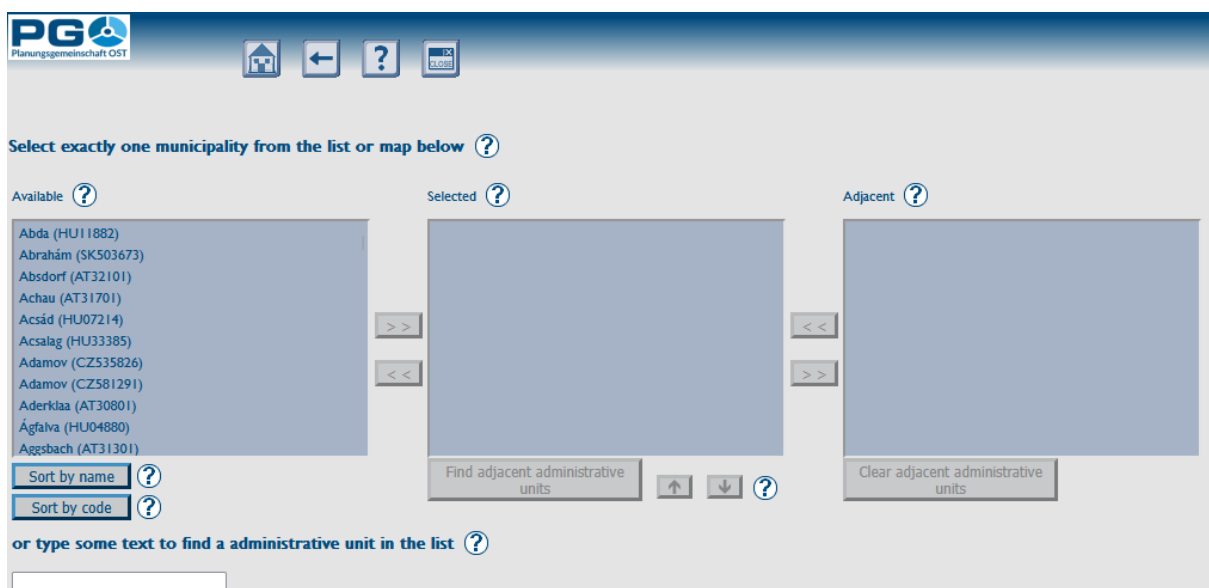 PGO
Planungsgemeinschaft OST
?
CLOSE
Select exactly one municipality from the list or map below ?
Available ?
Selected ?
Adjacent ?
Abda (HU11882)
Abrahám (SK503673)
Absdorf (AT32101)
Achau (AT31701)
Acsád (HU07214)
Acsalag (HU33385)
Adamov (CZ535826)
Adamov (CZ581291)
Aderklaa (AT30801)
Ágfalva (HU04880)
Aggsbach (AT31301)
> >
< <
< <
> >
Sort by name ?
Sort by code ?
Find adjacent administrative
units
?
Clear adjacent administrative
units
or type some text to find a administrative unit in the list ?